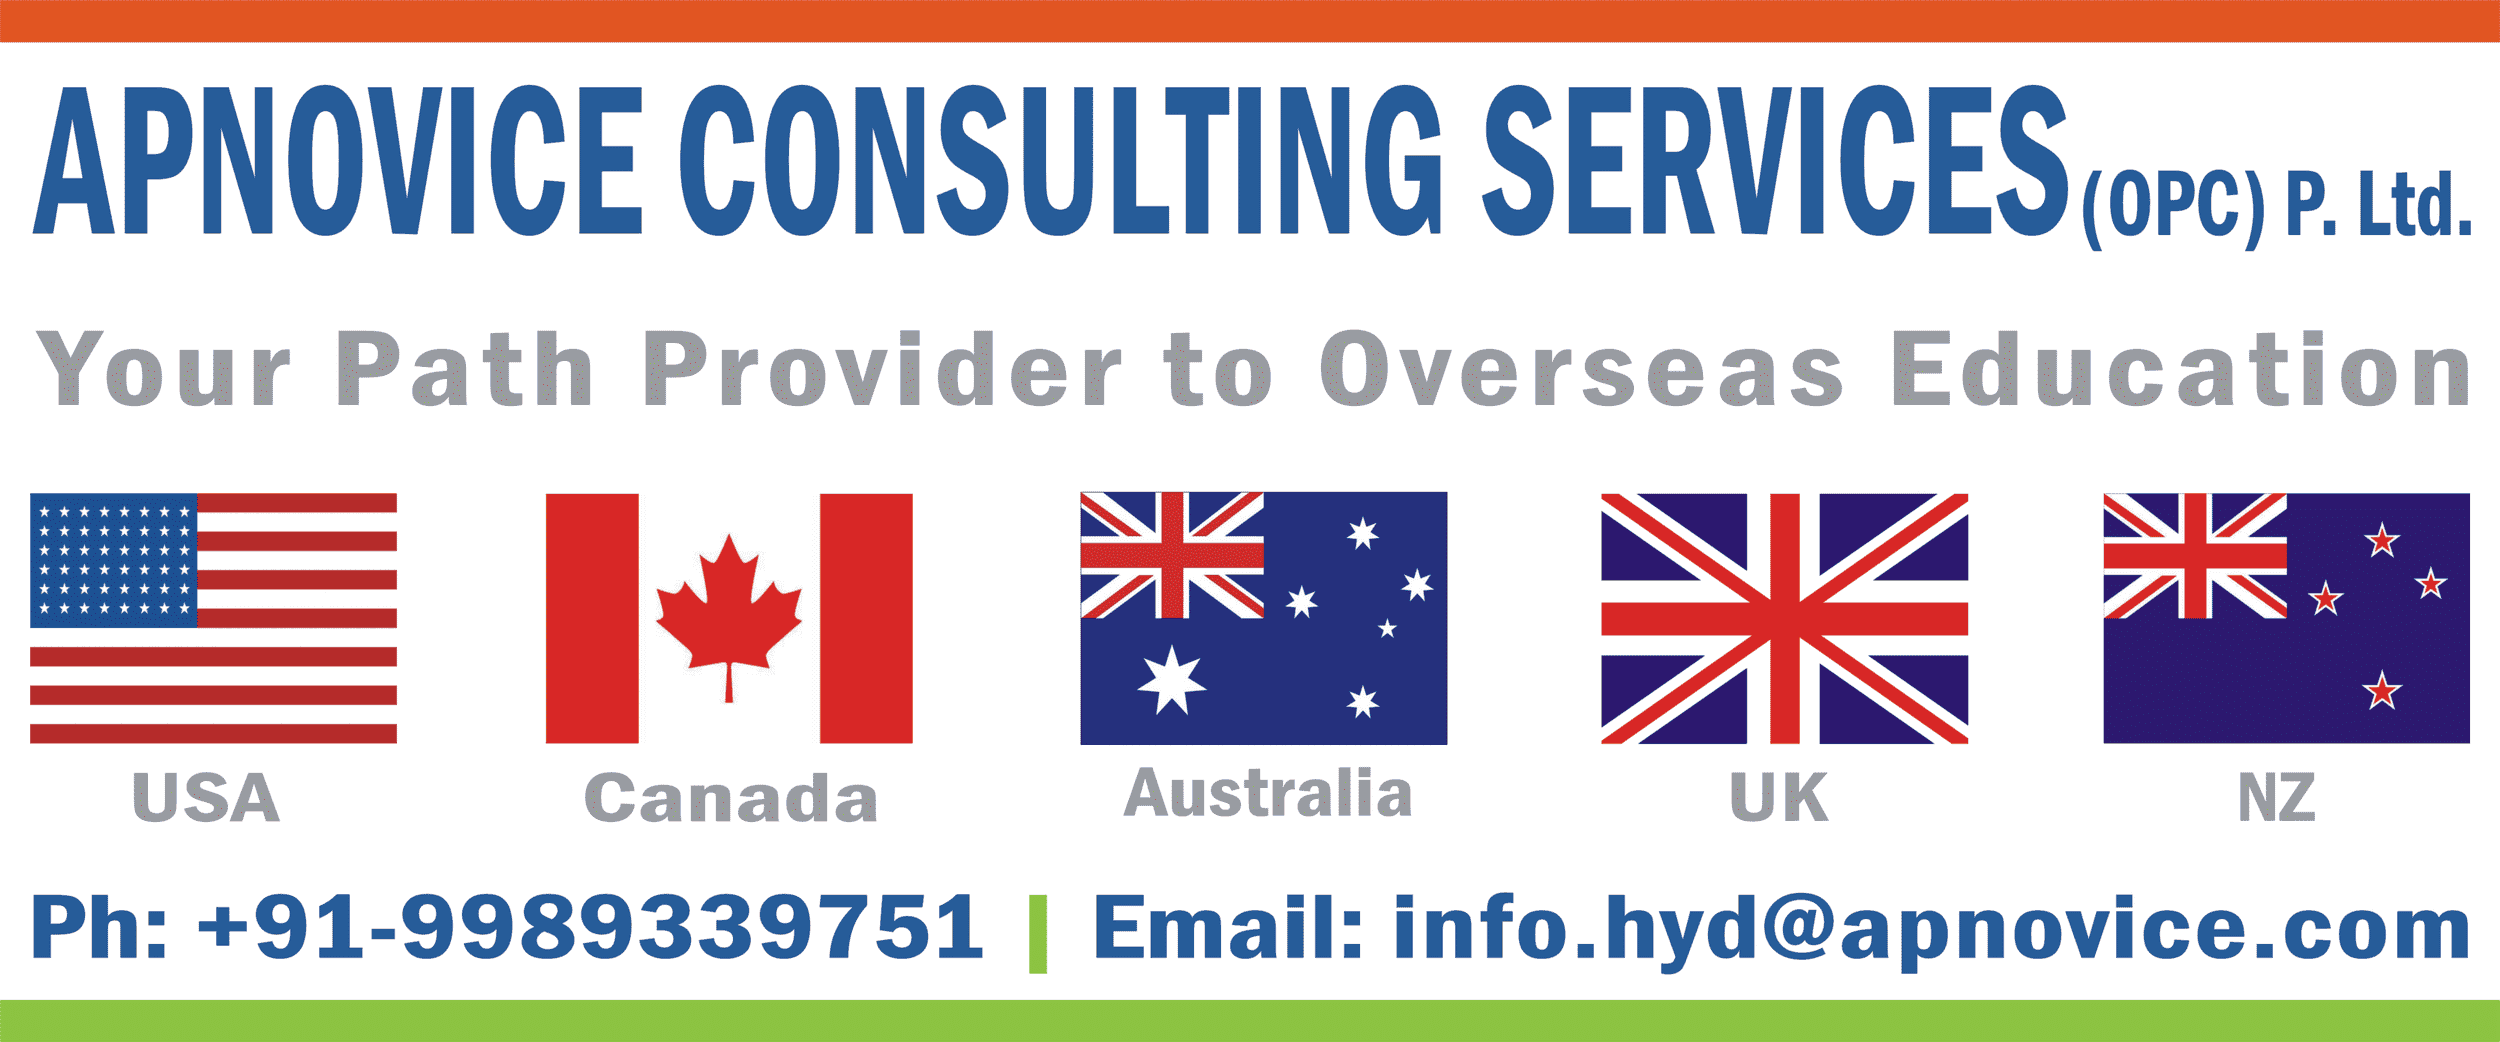 APNOVICE CONSULTING SERVICES (OPC) P. Ltd.
Your Path Provider to Overseas Education
USA Canada Australia UK NZ
Ph: +91-9989339751 | Email: info.hyd@apnovice.com